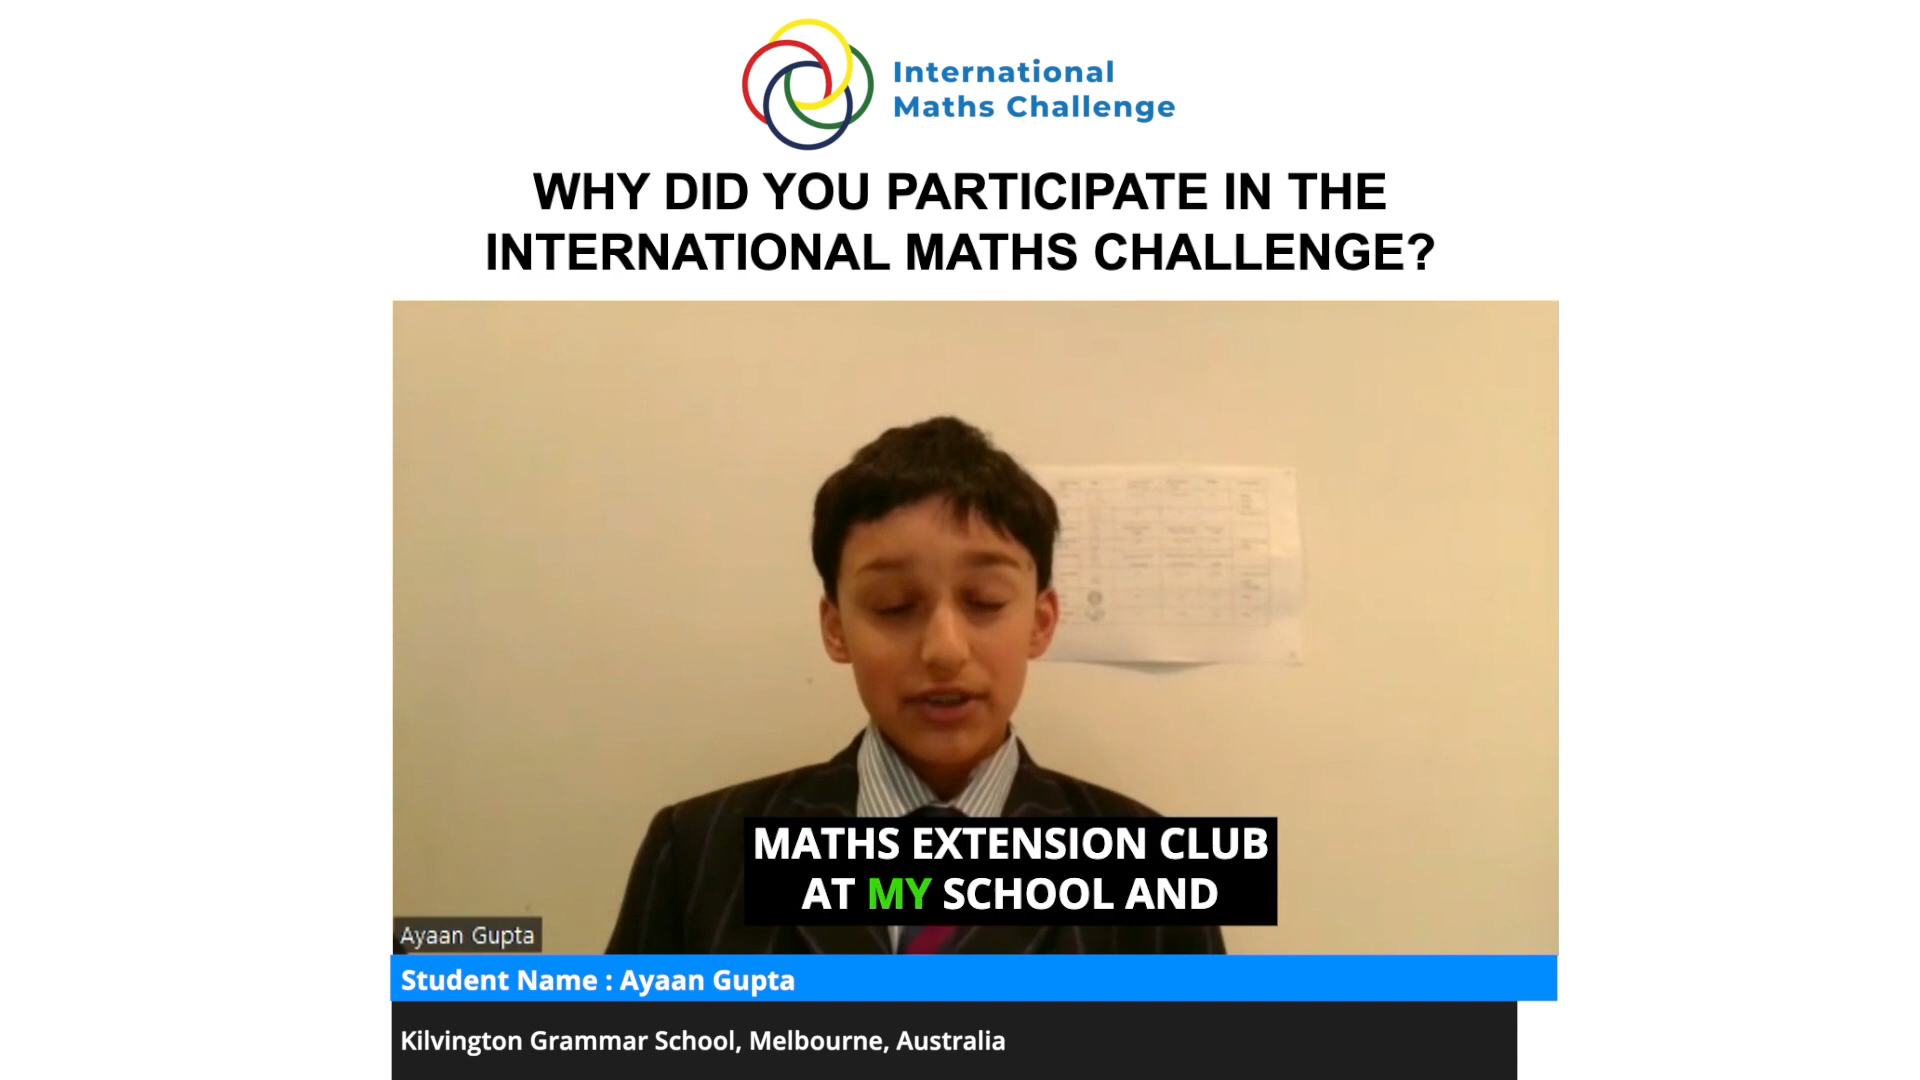 International
Maths Challenge
WHY DID YOU PARTICIPATE IN THE
INTERNATIONAL MATHS CHALLENGE?
MATHS EXTENSION CLUB
AT MY SCHOOL AND
Ayaan Gupta
Student Name : Ayaan Gupta
Kilvington Grammar School, Melbourne, Australia